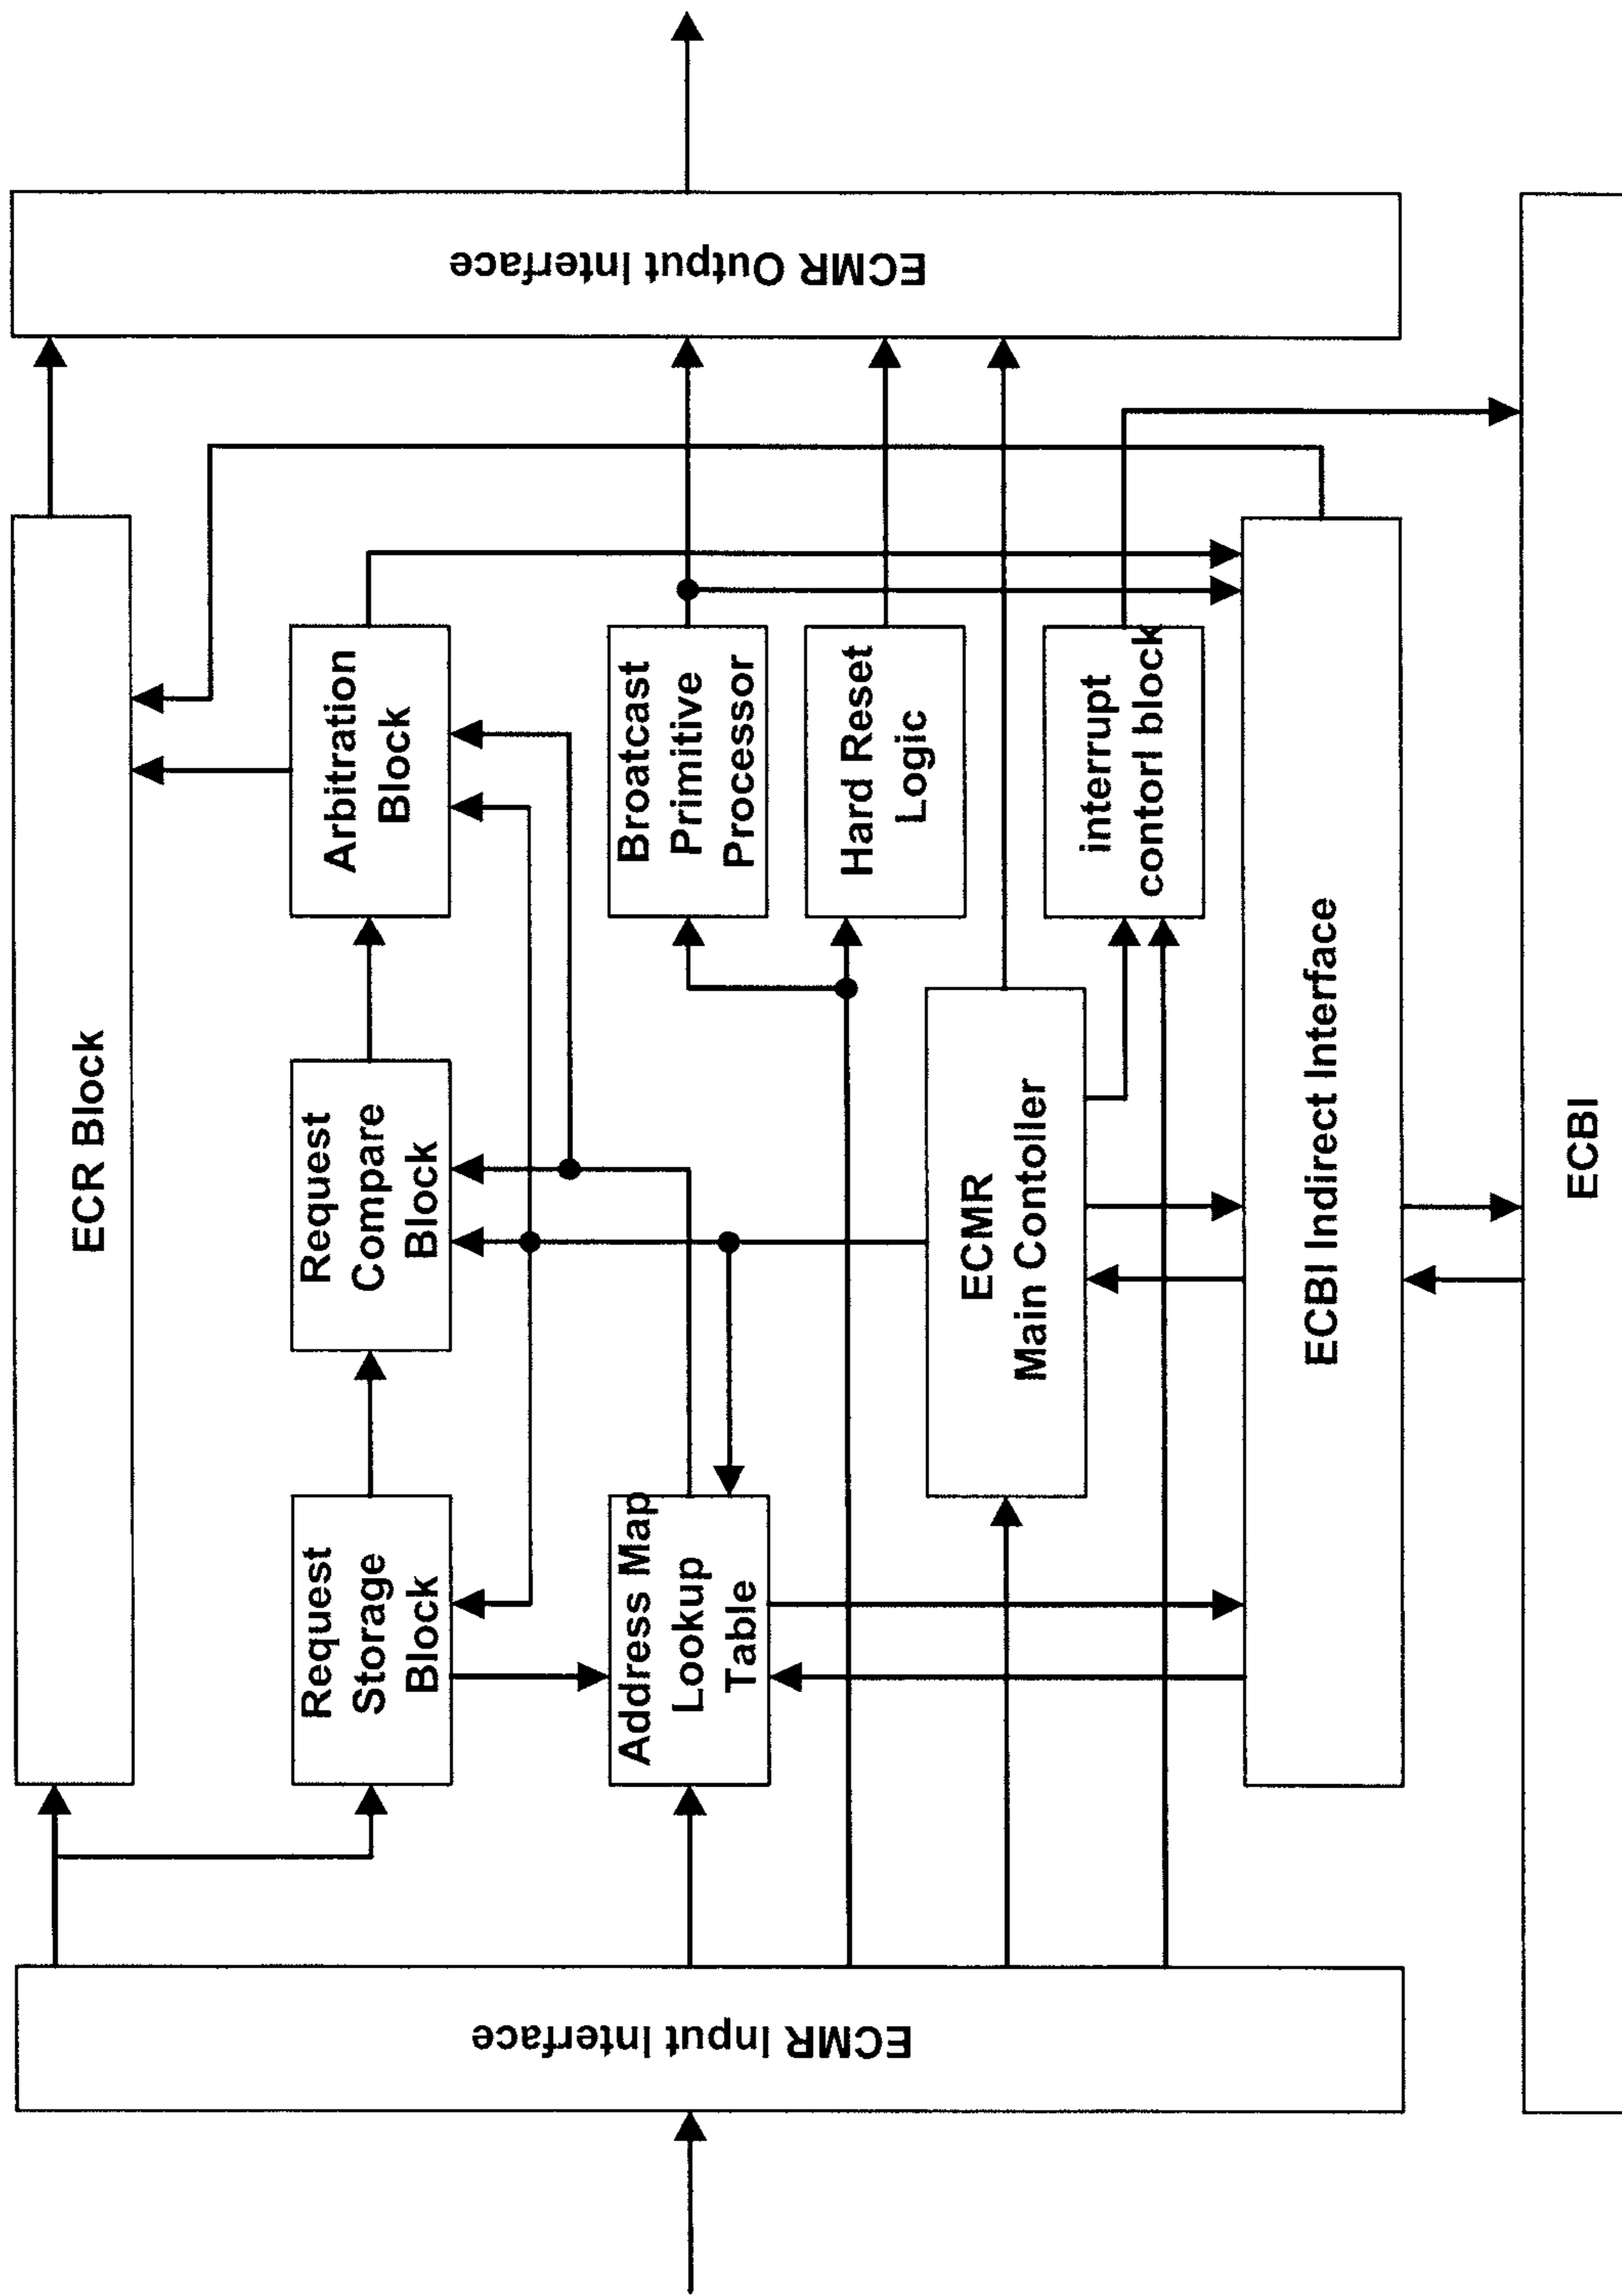 ECR Block
Request
Storage
Block
Request
Compare
Block
Arbitration
Block
ECMR Input Interface
Address Map
Lookup
Table
Broatcast
Primitive
Processor
Hard Reset
Logic
ECMR Output Interface
ECMR
Main Contoller
interrupt
contorl block
ECBI Indirect Interface
ECBI